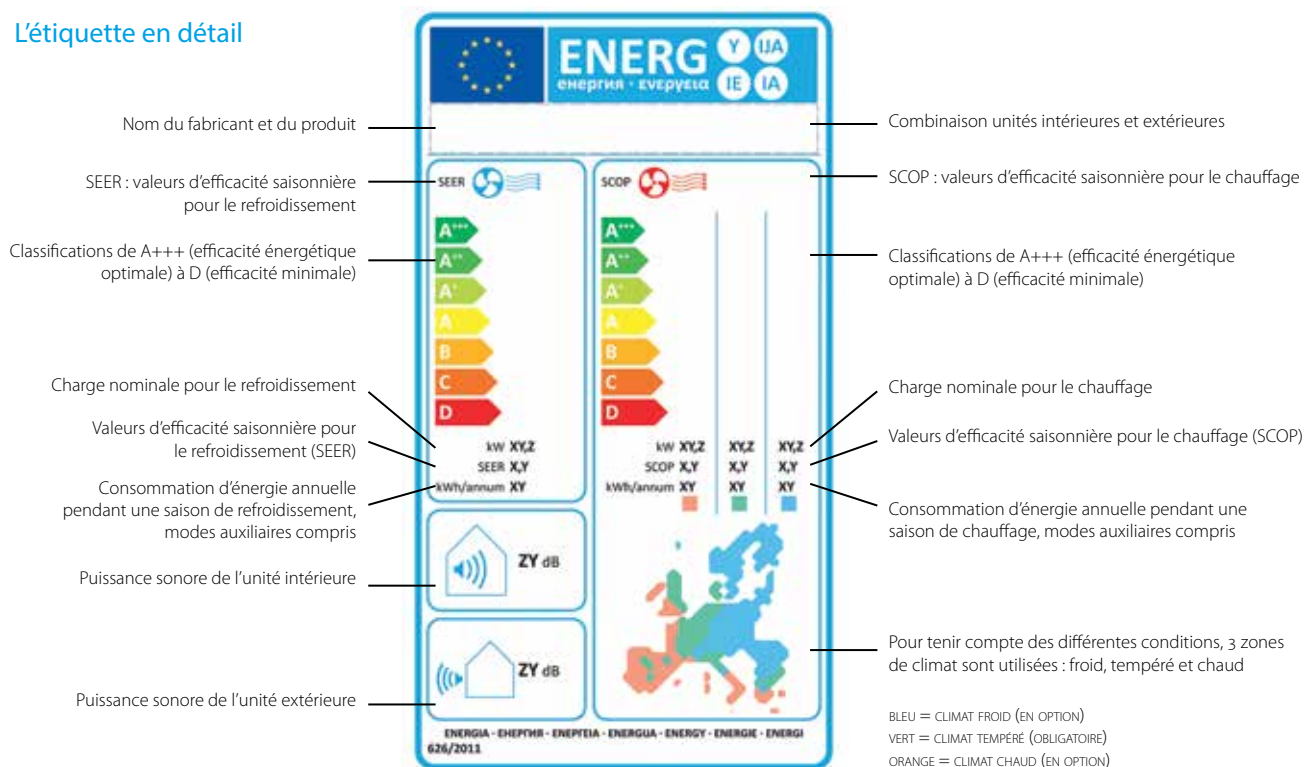 L'étiquette en détail
ENERG
енергия · ενεργεια
Y IJA
IE IA
Nom du fabricant et du produit
Combinaison unités intérieures et extérieures
SEER : valeurs d'efficacité saisonnière
pour le refroidissement
SEER
SCOP
SCOP : valeurs d'efficacité saisonnière pour le chauffage
Classifications de A+++ (efficacité énergétique
optimale) à D (efficacité minimale)
A+++
A++
A+
A
B
C
D
A+++
A++
A+
A
B
C
D
Classifications de A+++ (efficacité énergétique
optimale) à D (efficacité minimale)
Charge nominale pour le refroidissement
Valeurs d'efficacité saisonnière pour
le refroidissement (SEER)
Consommation d'énergie annuelle
pendant une saison de refroidissement,
modes auxiliaires compris
kW XY,Z
SEER X,Y
kWh/annum XY
kW XY,Z XY,Z XY,Z
SCOP X,Y X,Y X,Y
kWh/annum XY XY XY
Charge nominale pour le chauffage
Valeurs d'efficacité saisonnière pour le chauffage (SCOP)
Consommation d'énergie annuelle pendant une
saison de chauffage, modes auxiliaires compris
Puissance sonore de l'unité intérieure
ZY dB
Puissance sonore de l'unité extérieure
ZY dB
Pour tenir compte des différentes conditions, 3 zones
de climat sont utilisées : froid, tempéré et chaud
BLEU = CLIMAT FROID (EN OPTION)
VERT = CLIMAT TEMPÉRÉ (OBLIGATOIRE)
ORANGE = CLIMAT CHAUD (EN OPTION)
ENERGIA · ЕНЕРГИЯ · ΕΝΕΡΓΕΙΑ · ENERGIJA · ENERGY · ENERGIE · ENERGI
626/2011